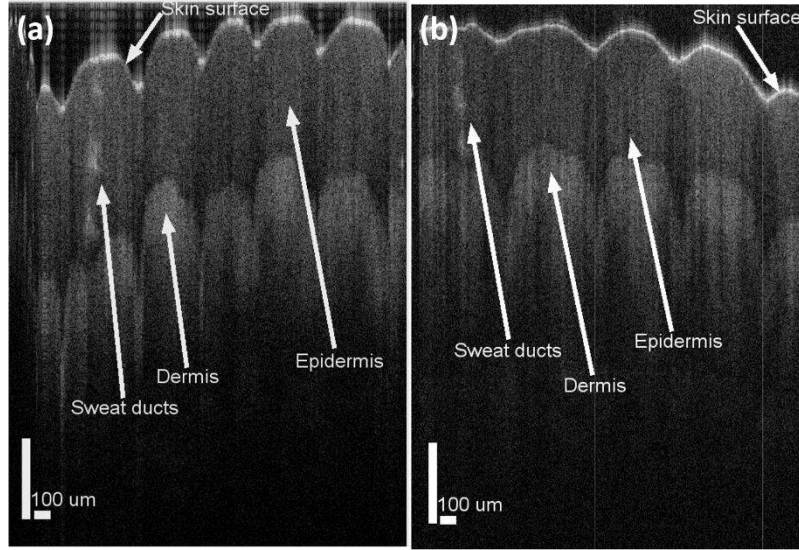 (a)
Skin surface
Sweat ducts
Dermis
Epidermis
100 um
(b)
Skin surface
Sweat ducts
Dermis
Epidermis
100 um